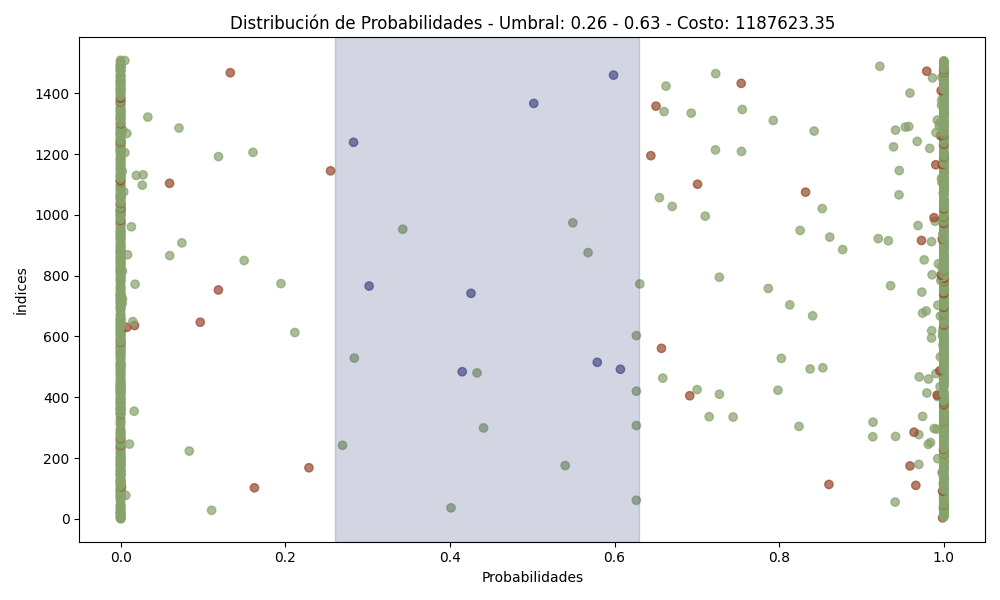 Distribución de Probabilidades - Umbral: 0.26 - 0.63 - Costo: 1187623.35
Índices
1400
1200
1000
800
600
400
200
0
0.0 0.2 0.4 0.6 0.8 1.0
Probabilidades